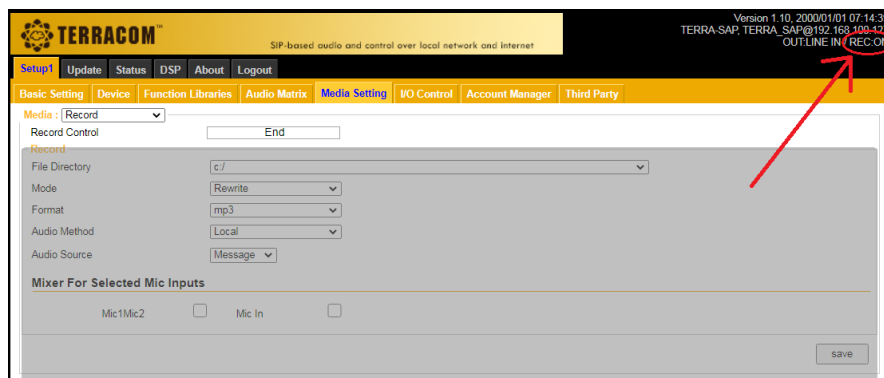 Version 1.10, 2000/01/01 07:14:3
TERRACOM™
SIP-based audio and control over local network and internet
TERRA-SAP, TERRA_SAP@192.168.100.12
OUT:LINE IN / REC:ON
Setup1 Update Status DSP About Logout
Basic Setting Device Function Libraries Audio Matrix Media Setting I/O Control Account Manager Third Party
Media : Record
Record Control End
Record
File Directory c:/
Mode Rewrite
Format mp3
Audio Method Local
Audio Source Message
Mixer For Selected Mic Inputs
Mic1Mic2 Mic In
save